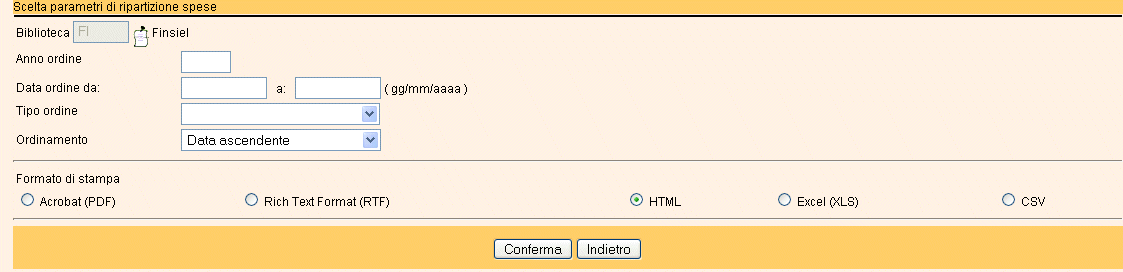 Scelta parametri di ripartizione spese
Biblioteca FI Finsiel
Anno ordine
Data ordine da: a: ( gg/mm/aaaa )
Tipo ordine
Ordinamento Data ascendente
Formato di stampa
Acrobat (PDF) Rich Text Format (RTF) HTML Excel (XLS) CSV
Conferma Indietro